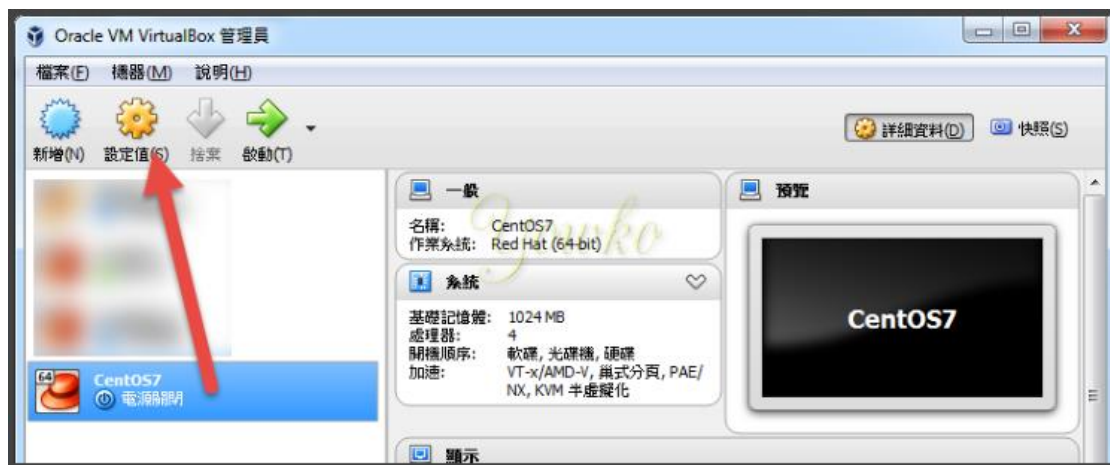 Oracle VM VirtualBox 管理員
檔案(F) 機器(M) 說明(H)
新增(N) 設定值(S) 捨棄 啟動(T)
詳細資料(D) 快照(S)
一般
名稱: CentOS7
作業系統: Red Hat (64-bit)
系統
基礎記憶體: 1024 MB
處理器: 4
開機順序: 軟碟, 光碟機, 硬碟
加速: VT-x/AMD-V, 巢式分頁, PAE/
NX, KVM 半虛擬化
預覽
CentOS7
64
CentOS7
電源關閉
顯示
Yowko